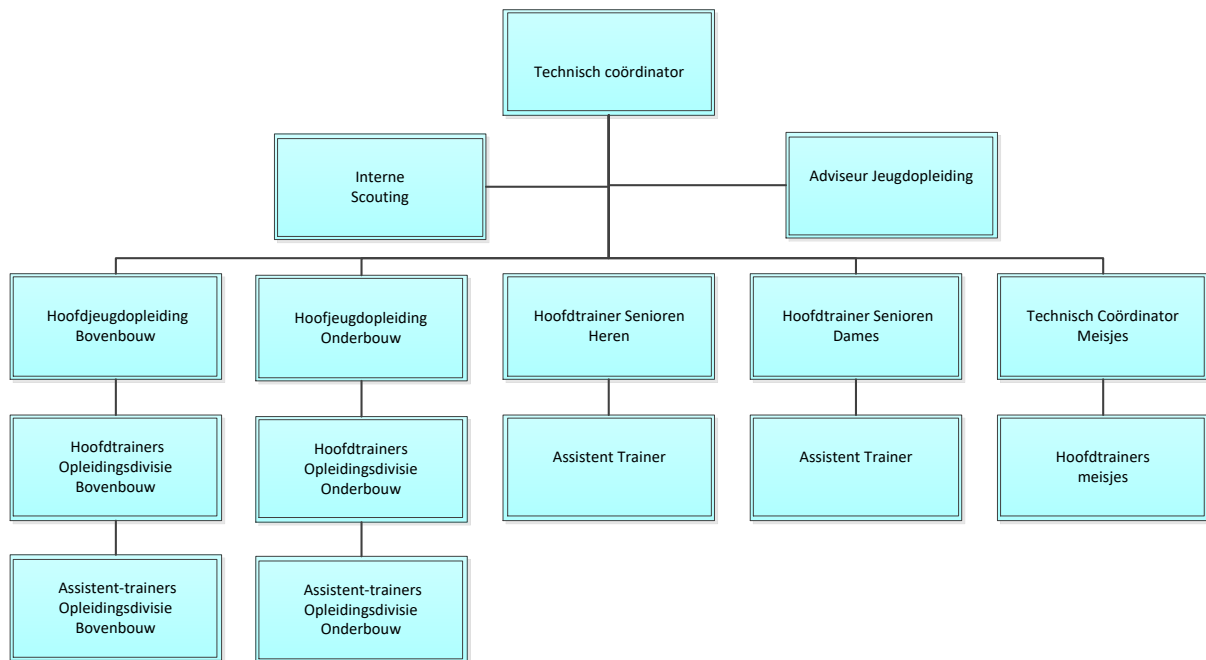 Technisch coördinator
Interne
Scouting
Adviseur Jeugdopleiding
Hoofdjeugdopleiding
Bovenbouw
Hoofjeugdopleiding
Onderbouw
Hoofdtrainer Senioren
Heren
Hoofdtrainer Senioren
Dames
Technisch Coördinator
Meisjes
Hoofdtrainers
Opleidingsdivisie
Bovenbouw
Hoofdtrainers
Opleidingsdivisie
Onderbouw
Assistent Trainer
Assistent Trainer
Hoofdtrainers
meisjes
Assistent-trainers
Opleidingsdivisie
Bovenbouw
Assistent-trainers
Opleidingsdivisie
Onderbouw